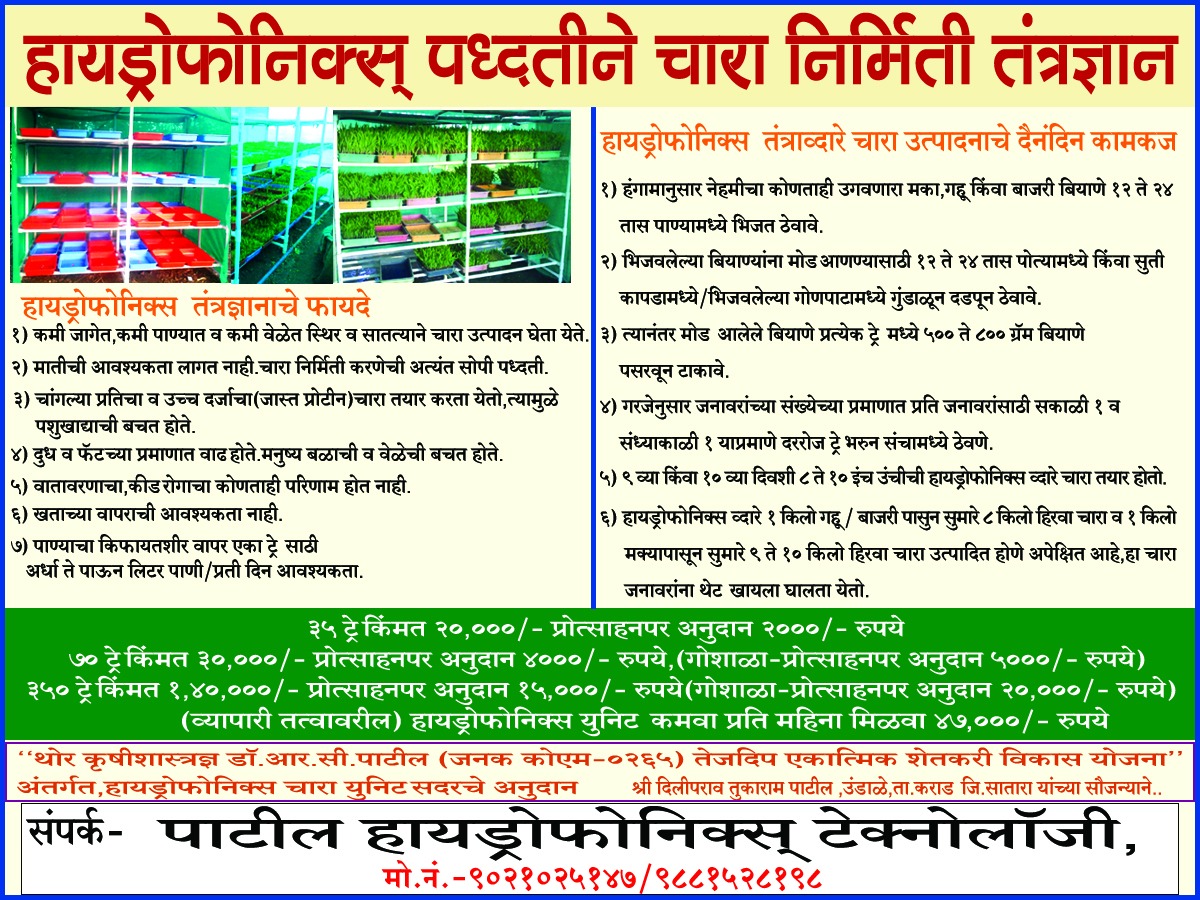 हायड्रोफोनिक्स् पध्दतीने चारा निर्मिती तंत्रज्ञान
हायड्रोफोनिक्स तंत्रज्ञानाचे फायदे
१) कमी जागेत,कमी पाण्यात व कमी वेळेत स्थिर व सातत्याने चारा उत्पादन घेता येते.
२) मातीची आवश्यकता लागत नाही.चारा निर्मिती करणेची अत्यंत सोपी पध्दती.
३) चांगल्या प्रतिचा व उच्च दर्जाचा(जास्त प्रोटीन)चारा तयार करता येतो,त्यामुळे
पशुखाद्याची बचत होते.
४) दुध व फॅटच्या प्रमाणात वाढ होते.मनुष्य बळाची व वेळेची बचत होते.
५) वातावरणाचा,कीड रोगाचा कोणताही परिणाम होत नाही.
६) खताच्या वापराची आवश्यकता नाही.
७) पाण्याचा किफायतशीर वापर एका ट्रे साठी
अर्धा ते पाऊन लिटर पाणी/प्रती दिन आवश्यकता.
हायड्रोफोनिक्स तंत्राव्दारे चारा उत्पादनाचे दैनंदिन कामकज
१) हंगामानुसार नेहमीचा कोणताही उगवणारा मका,गहू किंवा बाजरी बियाणे १२ ते २४
तास पाण्यामध्ये भिजत ठेवावे.
२) भिजवलेल्या बियाण्यांना मोड आणण्यासाठी १२ ते २४ तास पोत्यामध्ये किंवा सुती
कापडामध्ये/भिजवलेल्या गोणपाटामध्ये गुंडाळून दडपून ठेवावे.
३) त्यानंतर मोड आलेले बियाणे प्रत्येक ट्रे मध्ये ५०० ते ८०० ग्रॅम बियाणे
पसरवून टाकावे.
४) गरजेनुसार जनावरांच्या संख्येच्या प्रमाणात प्रति जनावरांसाठी सकाळी १ व
संध्याकाळी १ याप्रमाणे दररोज ट्रे भरुन संचामध्ये ठेवणे.
५) ९ व्या किंवा १० व्या दिवशी ८ ते १० इंच उंचीची हायड्रोफोनिक्स व्दारे चारा तयार होतो.
६) हायड्रोफोनिक्स व्दारे १ किलो गहू / बाजरी पासुन सुमारे ८ किलो हिरवा चारा व १ किलो
मक्यापासून सुमारे ९ ते १० किलो हिरवा चारा उत्पादित होणे अपेक्षित आहे,हा चारा
जनावरांना थेट खायला घालता येतो.
३५ ट्रे किंमत २०,०००/- प्रोत्साहनपर अनुदान २०००/- रुपये
७० ट्रे किंमत ३०,०००/- प्रोत्साहनपर अनुदान ४०००/- रुपये,(गोशाळा-प्रोत्साहनपर अनुदान ५०००/- रुपये)
३५० ट्रे किंमत १,४०,०००/- प्रोत्साहनपर अनुदान १५,०००/- रुपये(गोशाळा-प्रोत्साहनपर अनुदान २०,०००/- रुपये)
(व्यापारी तत्वावरील) हायड्रोफोनिक्स युनिट कमवा प्रति महिना मिळवा ४७,०००/- रुपये
"थोर कृषीशास्त्रज्ञ डॉ.आर.सी.पाटील (जनक कोएम-०२६५) तेजदिप एकात्मिक शेतकरी विकास योजना"
अंतर्गत,हायड्रोफोनिक्स चारा युनिट सदरचे अनुदान श्री दिलीपराव तुकाराम पाटील ,उंडाळे,ता.कराड जि.सातारा यांच्या सौजन्याने..
संपर्क- पाटील हायड्रोफोनिक्स् टेक्नोलॉजी,
मो.नं.-९०२१०२५१४७/९८८१५२८१९८